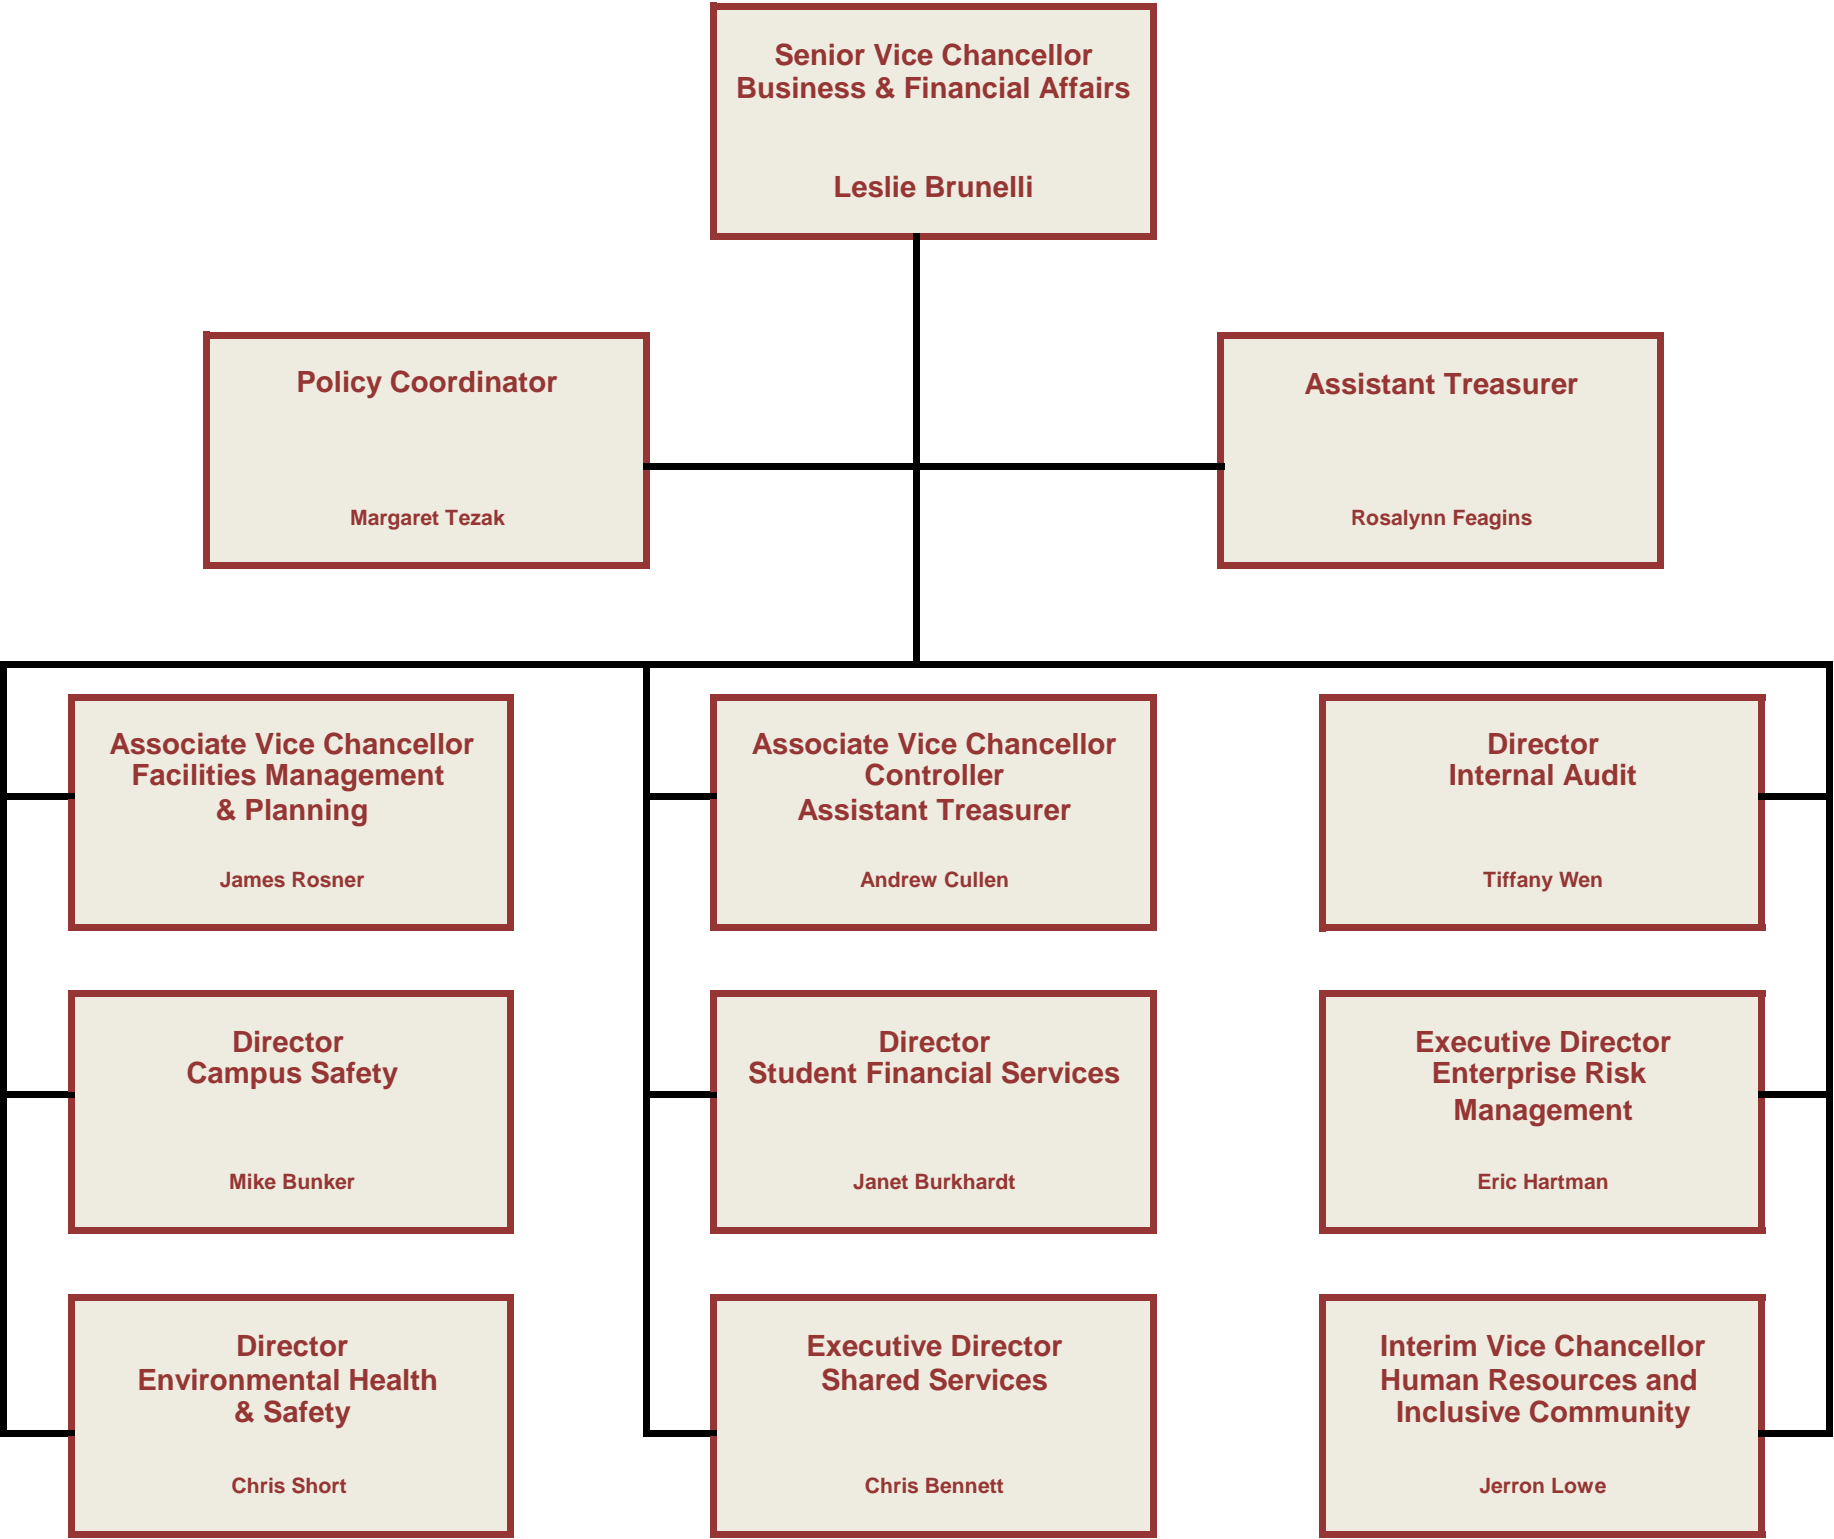 Senior Vice Chancellor
Business & Financial Affairs
Leslie Brunelli
Policy Coordinator
Margaret Tezak
Assistant Treasurer
Rosalynn Feagins
Associate Vice Chancellor
Facilities Management
& Planning
James Rosner
Associate Vice Chancellor
Controller
Assistant Treasurer
Andrew Cullen
Director
Internal Audit
Tiffany Wen
Director
Campus Safety
Mike Bunker
Director
Student Financial Services
Janet Burkhardt
Executive Director
Enterprise Risk
Management
Eric Hartman
Director
Environmental Health
& Safety
Chris Short
Executive Director
Shared Services
Chris Bennett
Interim Vice Chancellor
Human Resources and
Inclusive Community
Jerron Lowe